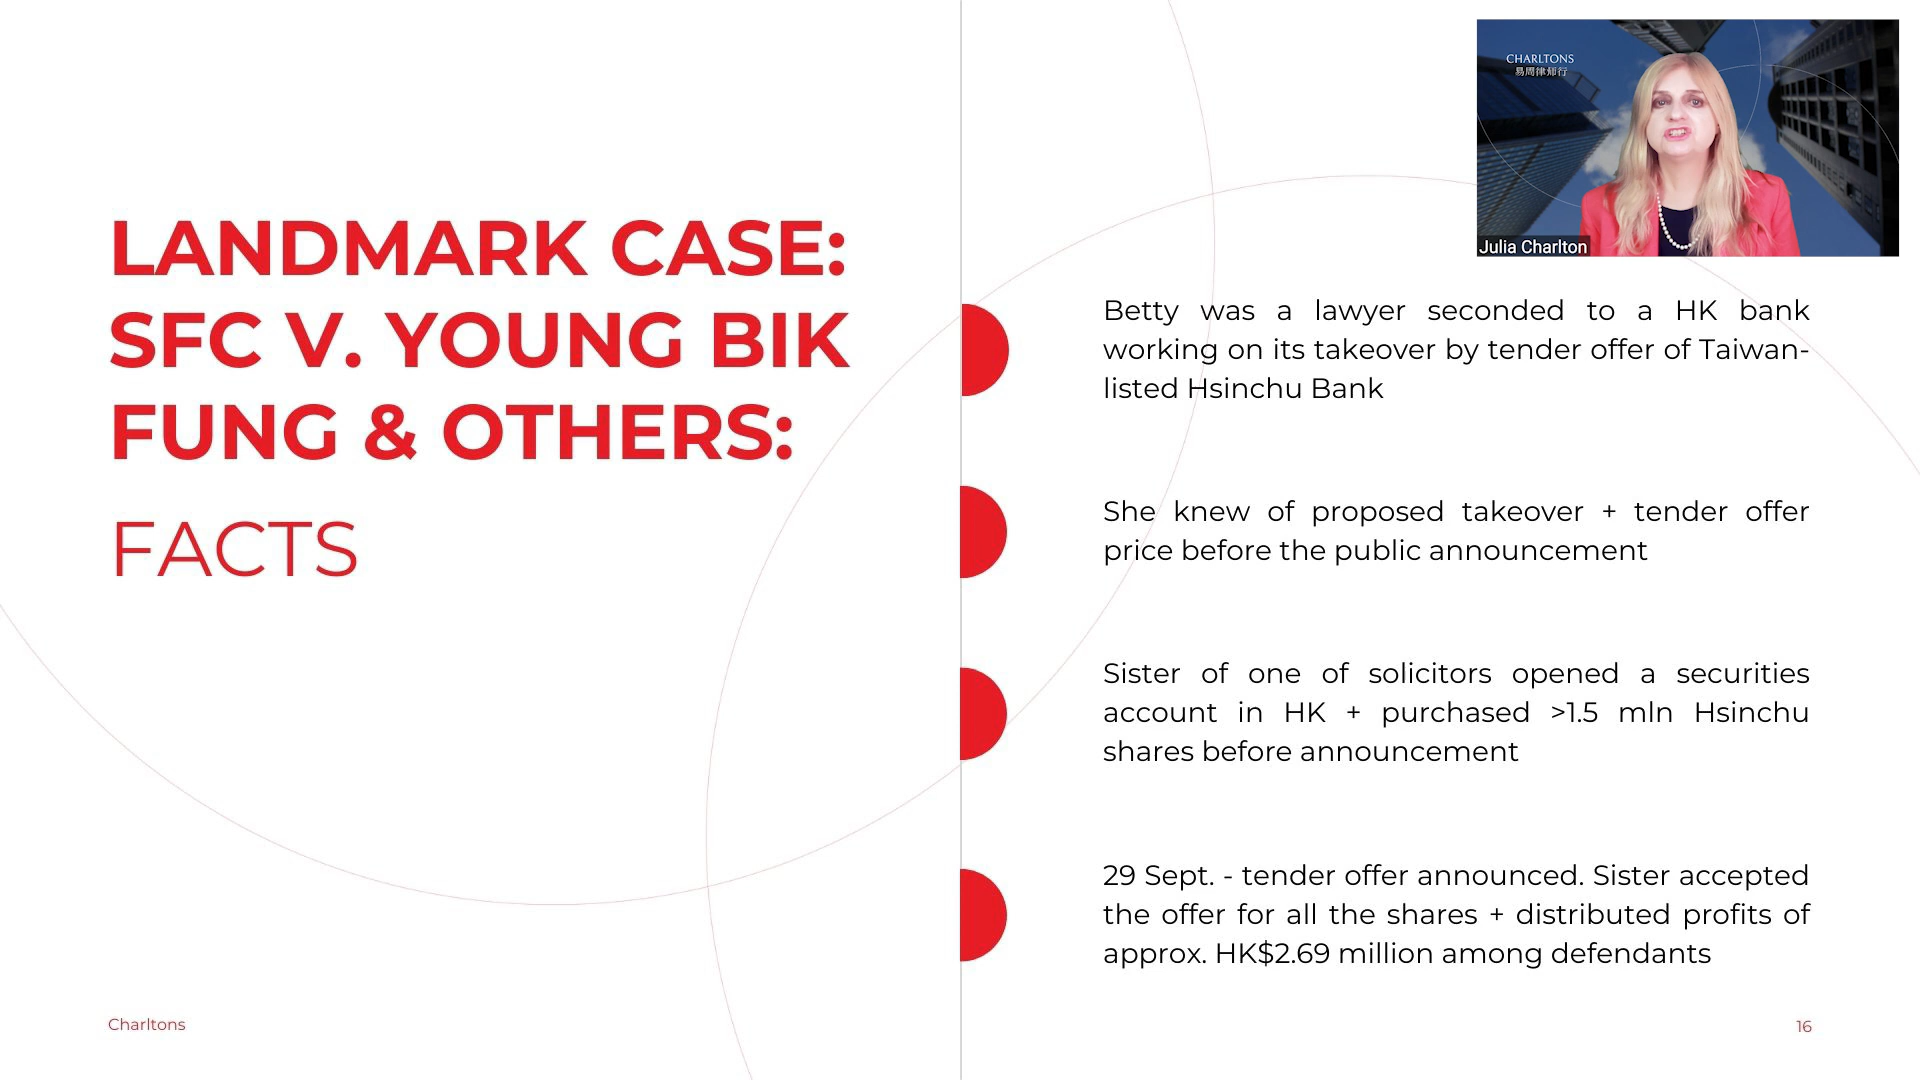 CHARLTONS
易周律师行
Julia Charlton
LANDMARK CASE:
SFC V. YOUNG BIK
FUNG & OTHERS:
FACTS
Betty was a lawyer seconded to a HK bank
working on its takeover by tender offer of Taiwan-
listed Hsinchu Bank
She knew of proposed takeover + tender offer
price before the public announcement
Sister of one of solicitors opened a securities
account in HK + purchased >1.5 mln Hsinchu
shares before announcement
29 Sept. - tender offer announced. Sister accepted
the offer for all the shares + distributed profits of
approx. HK$2.69 million among defendants
Charltons
16